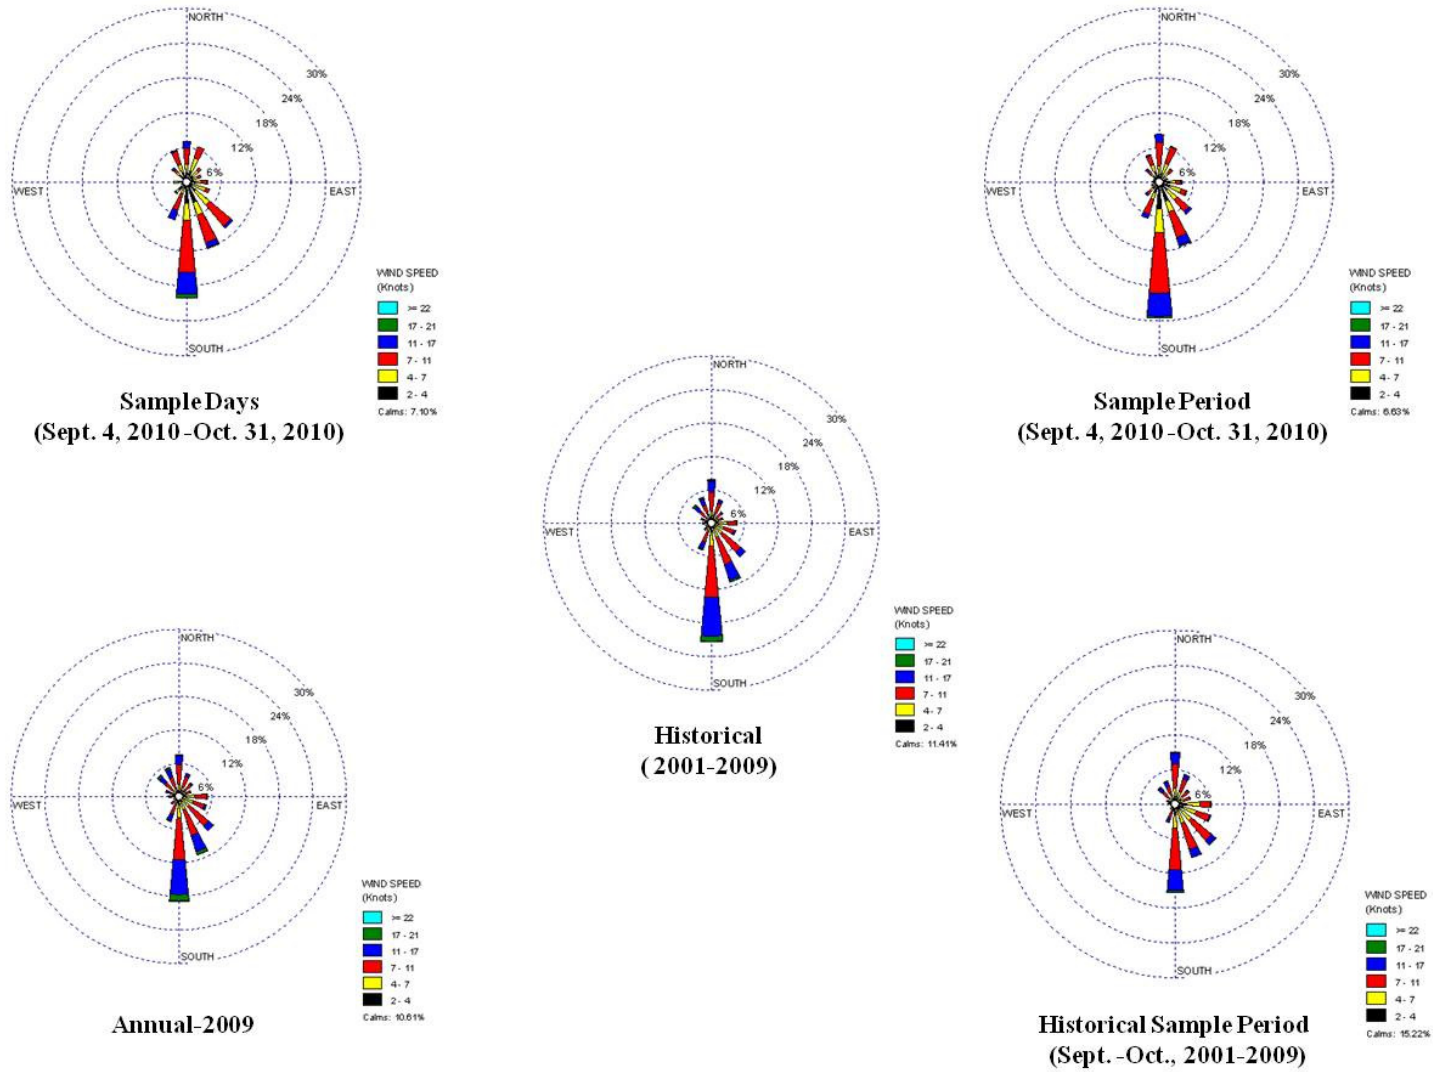 NORTH
30%
24%
18%
12%
6%
WEST
EAST
SOUTH
WIND SPEED
(Knots)
>= 22
17 - 21
11 - 17
7 - 11
4 - 7
2 - 4
Calms: 7.10%
Sample Days
(Sept. 4, 2010 -Oct. 31, 2010)
NORTH
30%
24%
18%
12%
6%
WEST
EAST
SOUTH
WIND SPEED
(Knots)
>= 22
17 - 21
11 - 17
7 - 11
4 - 7
2 - 4
Calms: 6.63%
Sample Period
(Sept. 4, 2010 -Oct. 31, 2010)
NORTH
30%
24%
18%
12%
6%
WEST
EAST
SOUTH
WIND SPEED
(Knots)
>= 22
17 - 21
11 - 17
7 - 11
4 - 7
2 - 4
Calms: 11.41%
Historical
( 2001-2009)
NORTH
30%
24%
18%
12%
6%
WEST
EAST
SOUTH
WIND SPEED
(Knots)
>= 22
17 - 21
11 - 17
7 - 11
4 - 7
2 - 4
Calms: 10.61%
Annual-2009
NORTH
30%
24%
18%
12%
6%
WEST
EAST
SOUTH
WIND SPEED
(Knots)
>= 22
17 - 21
11 - 17
7 - 11
4 - 7
2 - 4
Calms: 15.22%
Historical Sample Period
(Sept. -Oct., 2001-2009)